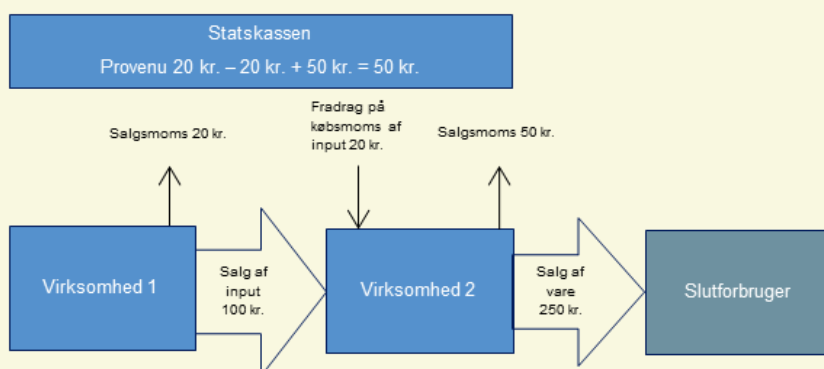 Statskassen
Provenu 20 kr. – 20 kr. + 50 kr. = 50 kr.
Salgsmoms 20 kr.
Fradrag på
købsmoms af
input 20 kr.
Salgsmoms 50 kr.
Virksomhed 1
Salg af
input
100 kr.
Virksomhed 2
Salg af
vare
250 kr.
Slutforbruger